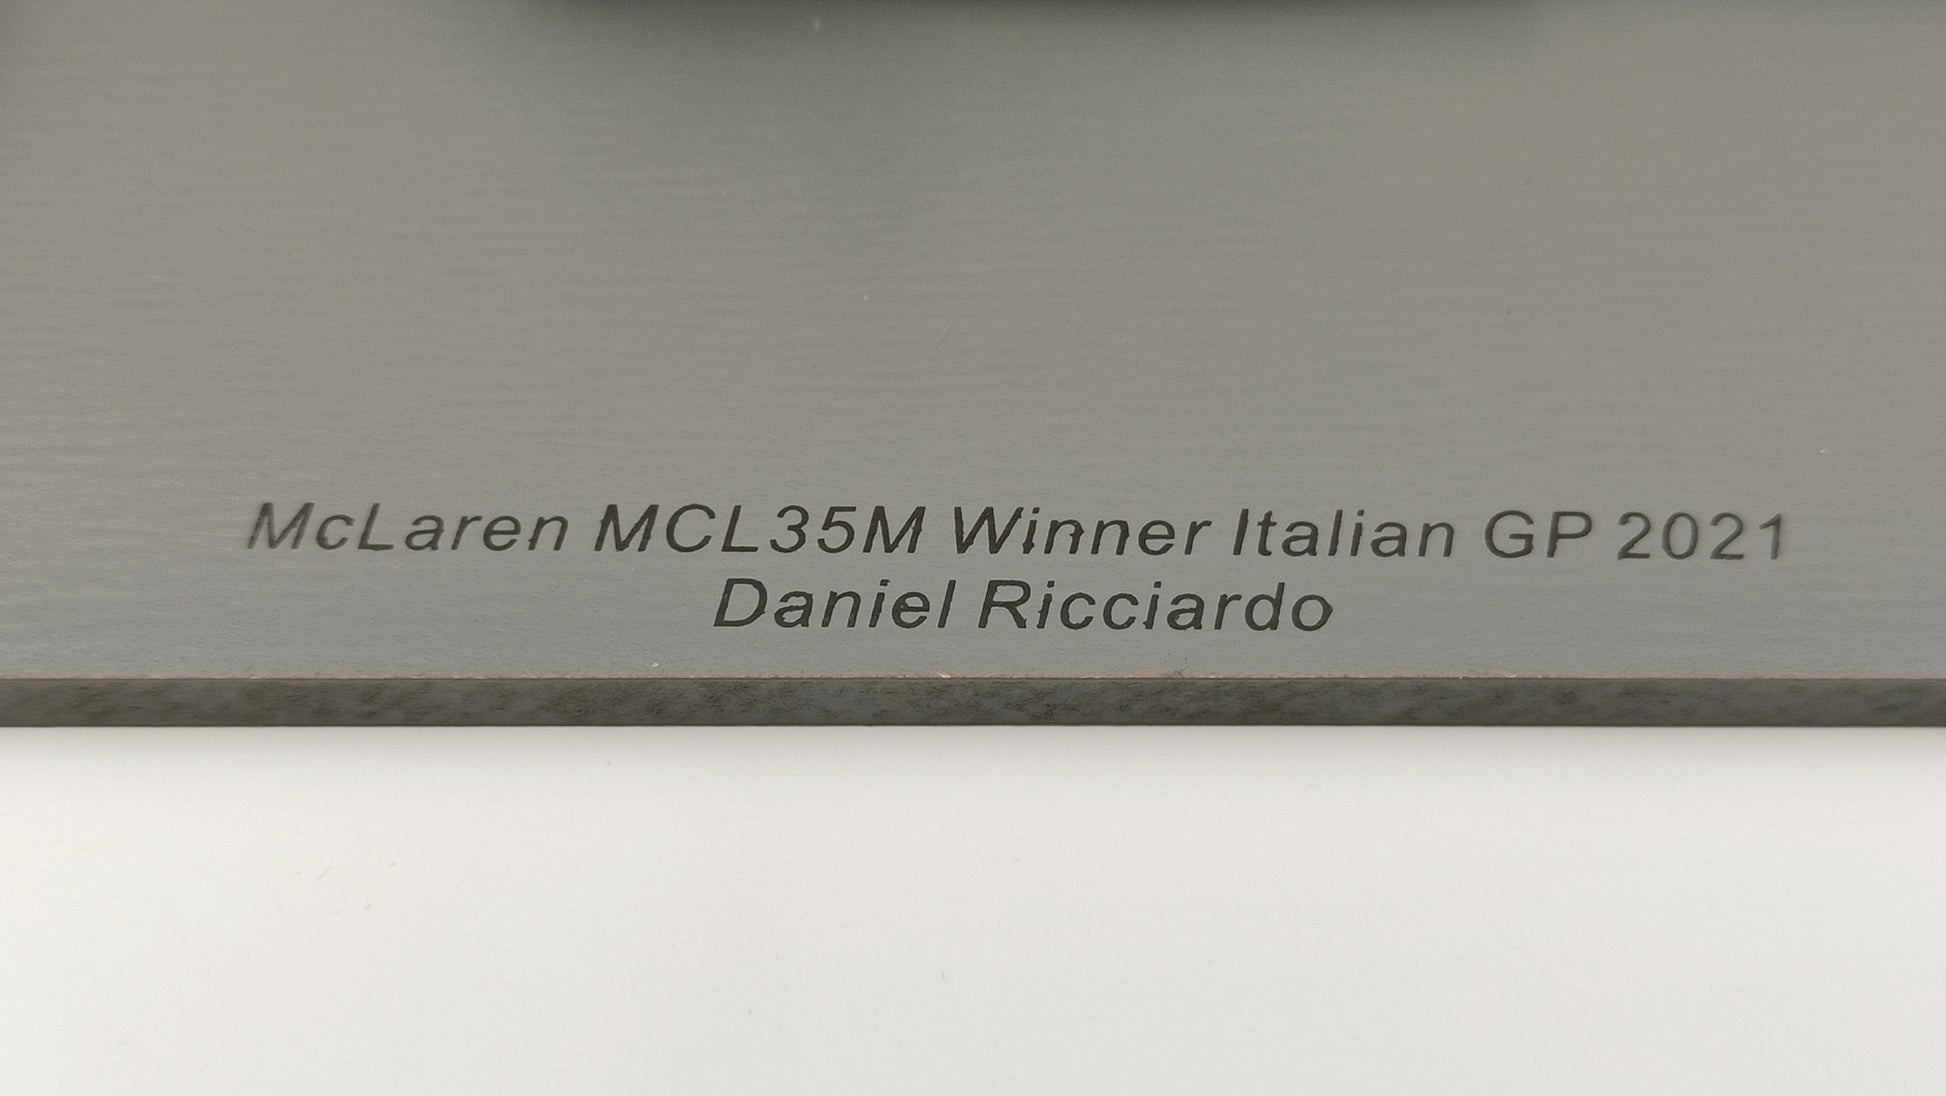 McLaren MCL35M Winner Italian GP 2021
Daniel Ricciardo